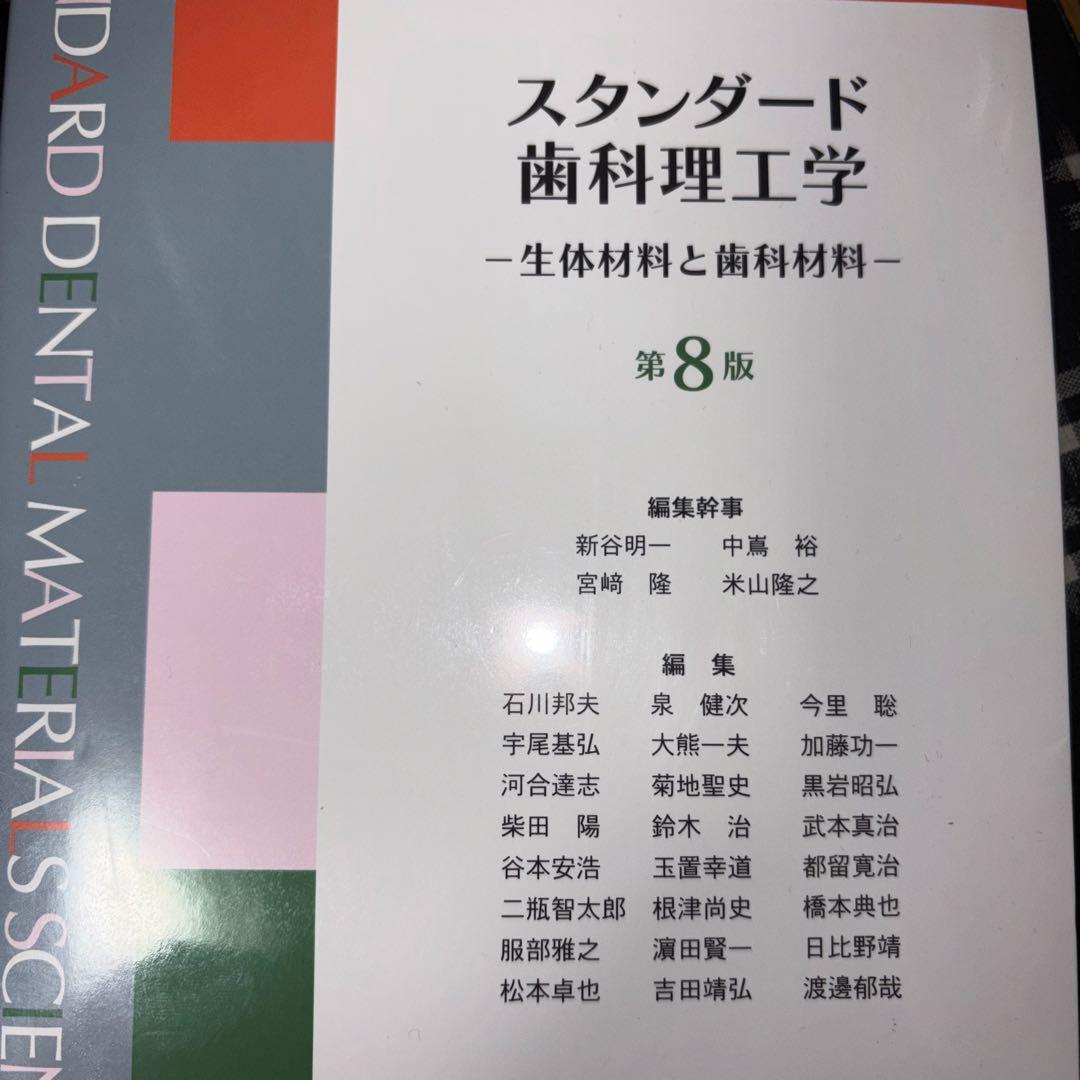 NDARD DENTAL MATERIALS SCIEN
スタンダード
歯科理工学
－生体材料と歯科材料－
第8版
編集幹事
新谷明一 中嶌 裕
宮﨑 隆 米山隆之
編 集
石川邦夫 泉 健次 今里 聡
宇尾基弘 大熊一夫 加藤功一
河合達志 菊地聖史 黒岩昭弘
柴田 陽 鈴木 治 武本真治
谷本安浩 玉置幸道 都留寛治
二瓶智太郎 根津尚史 橋本典也
服部雅之 濵田賢一 日比野靖
松本卓也 吉田靖弘 渡邊郁哉